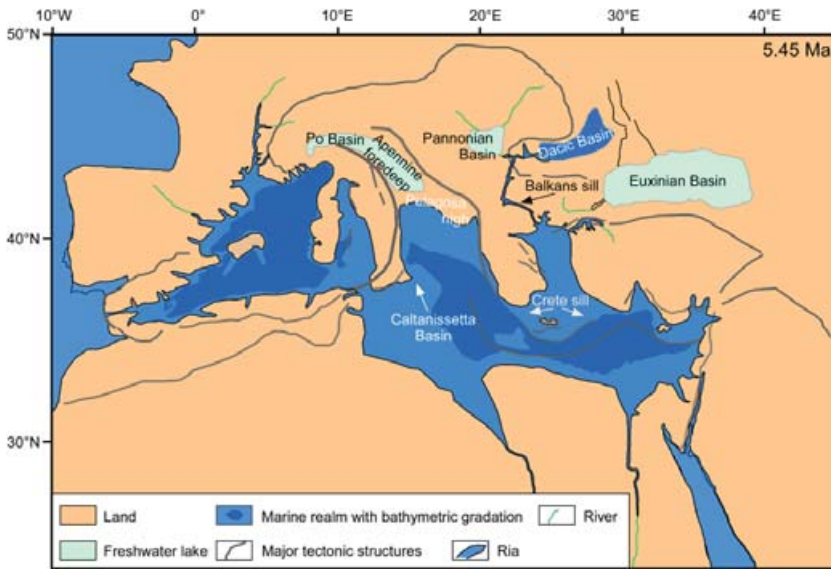 10°W 0° 10°E 20°E 30°E 40°E
50°N
5.45 Ma
Po Basin
Apennine
foredeep
Pannonian
Basin
Dacic Basin
Balkans sill
Euxinian Basin
Pelagosa
high
40°N
Crete sill
Caltanissetta
Basin
30°N
Land
Marine realm with bathymetric gradation
River
Freshwater lake
Major tectonic structures
Ria